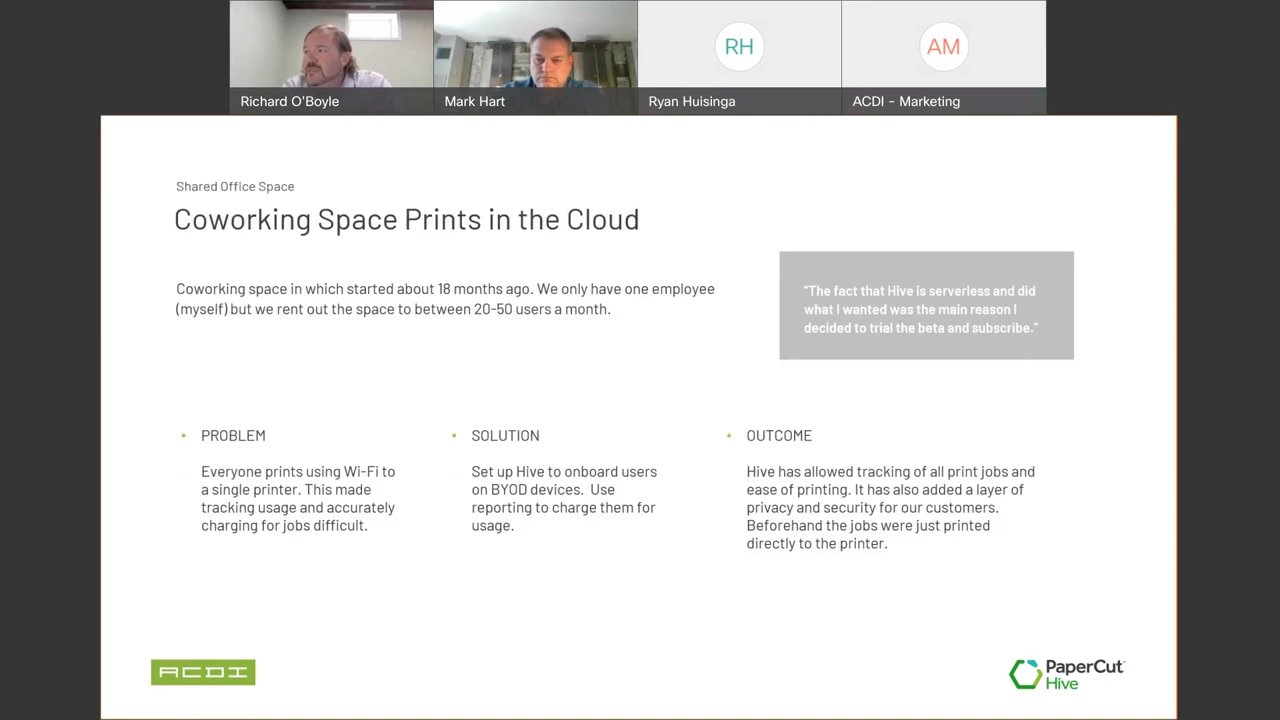 RH
AM
Richard O'Boyle
Mark Hart
Ryan Huisinga
ACDI - Marketing
Shared Office Space
Coworking Space Prints in the Cloud
Coworking space in which started about 18 months ago. We only have one employee
(myself) but we rent out the space to between 20-50 users a month.
"The fact that Hive is serverless and did
what I wanted was the main reason I
decided to trial the beta and subscribe."
• PROBLEM
Everyone prints using Wi-Fi to
a single printer. This made
tracking usage and accurately
charging for jobs difficult.
• SOLUTION
Set up Hive to onboard users
on BYOD devices. Use
reporting to charge them for
usage.
• OUTCOME
Hive has allowed tracking of all print jobs and
ease of printing. It has also added a layer of
privacy and security for our customers.
Beforehand the jobs were just printed
directly to the printer.
ACDI
PaperCut
Hive